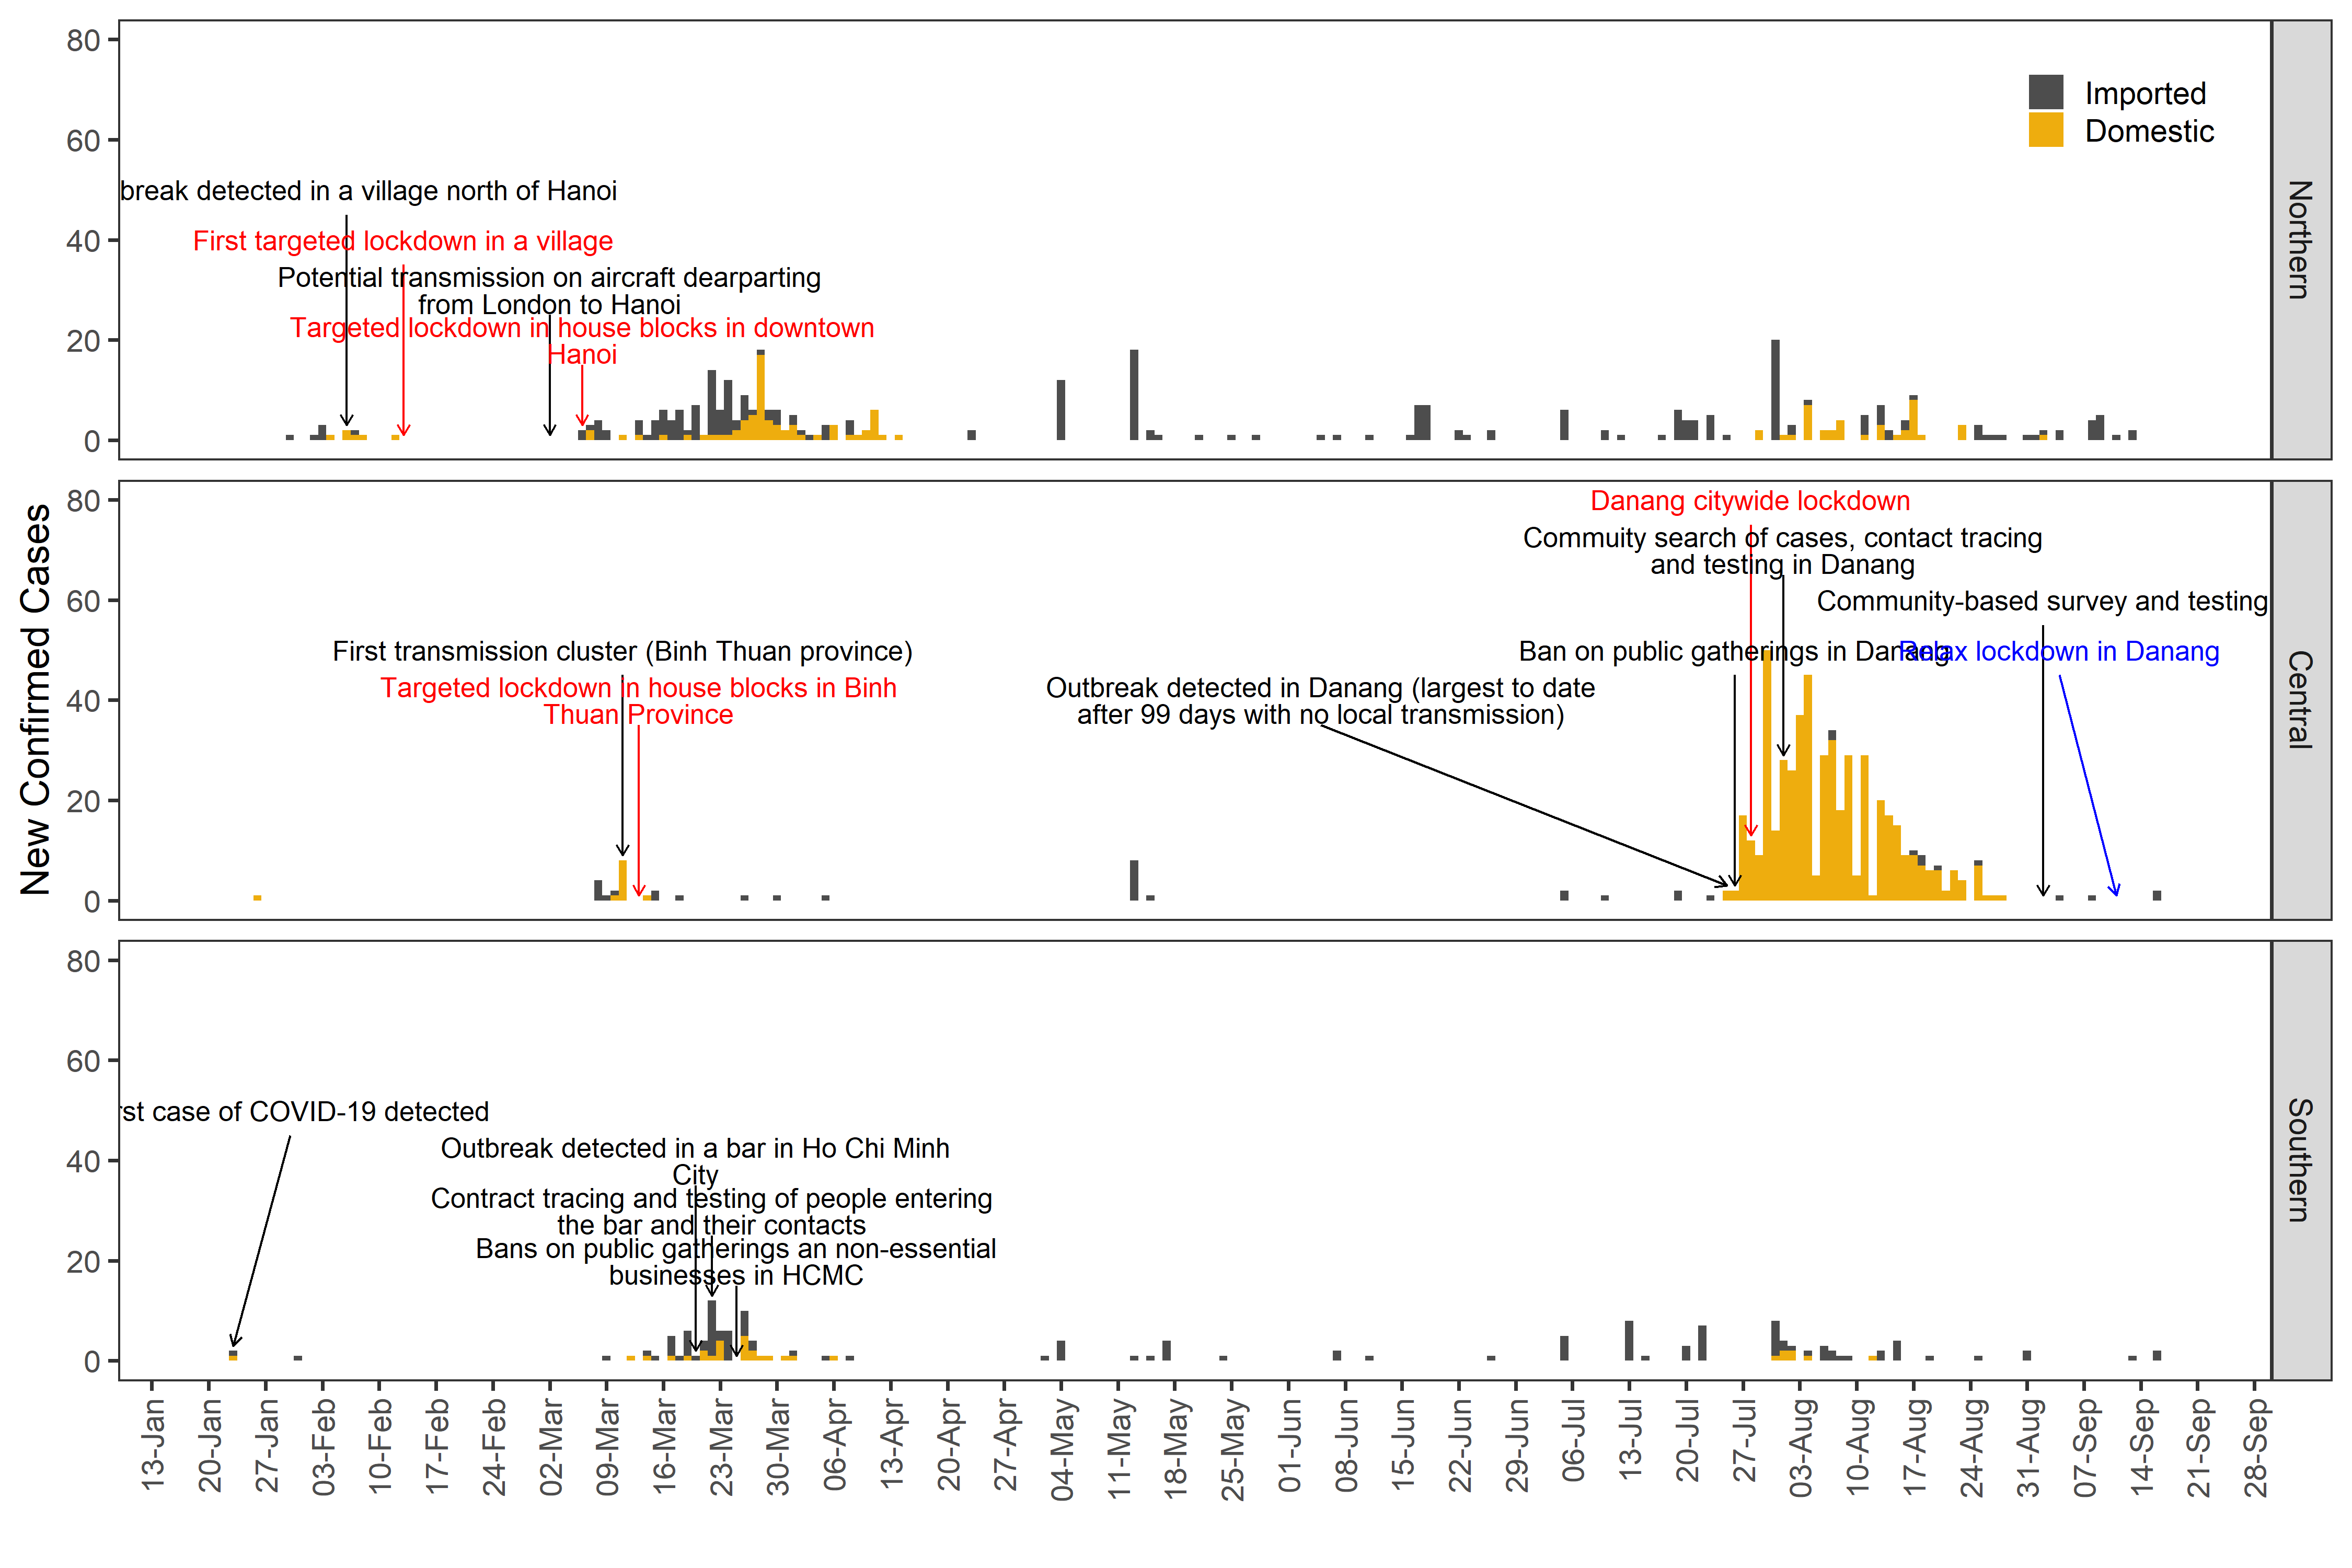 80
60
40
20
0
Imported
Domestic
break detected in a village north of Hanoi
First targeted lockdown in a village
Potential transmission on aircraft dearparting
from London to Hanoi
Targeted lockdown in house blocks in downtown
Hanoi
Northern
New Confirmed Cases
80
60
40
20
0
Danang citywide lockdown
Commuity search of cases, contact tracing
and testing in Danang
Community-based survey and testing
First transmission cluster (Binh Thuan province)
Ban on public gatherings in Danang
Relax lockdown in Danang
Targeted lockdown in house blocks in Binh
Thuan Province
Outbreak detected in Danang (largest to date
after 99 days with no local transmission)
Central
80
60
40
20
0
rst case of COVID-19 detected
Outbreak detected in a bar in Ho Chi Minh
City
Contract tracing and testing of people entering
the bar and their contacts
Bans on public gatherings an non-essential
businesses in HCMC
Southern
13-Jan
20-Jan
27-Jan
03-Feb
10-Feb
17-Feb
24-Feb
02-Mar
09-Mar
16-Mar
23-Mar
30-Mar
06-Apr
13-Apr
20-Apr
27-Apr
04-May
11-May
18-May
25-May
01-Jun
08-Jun
15-Jun
22-Jun
29-Jun
06-Jul
13-Jul
20-Jul
27-Jul
03-Aug
10-Aug
17-Aug
24-Aug
31-Aug
07-Sep
14-Sep
21-Sep
28-Sep